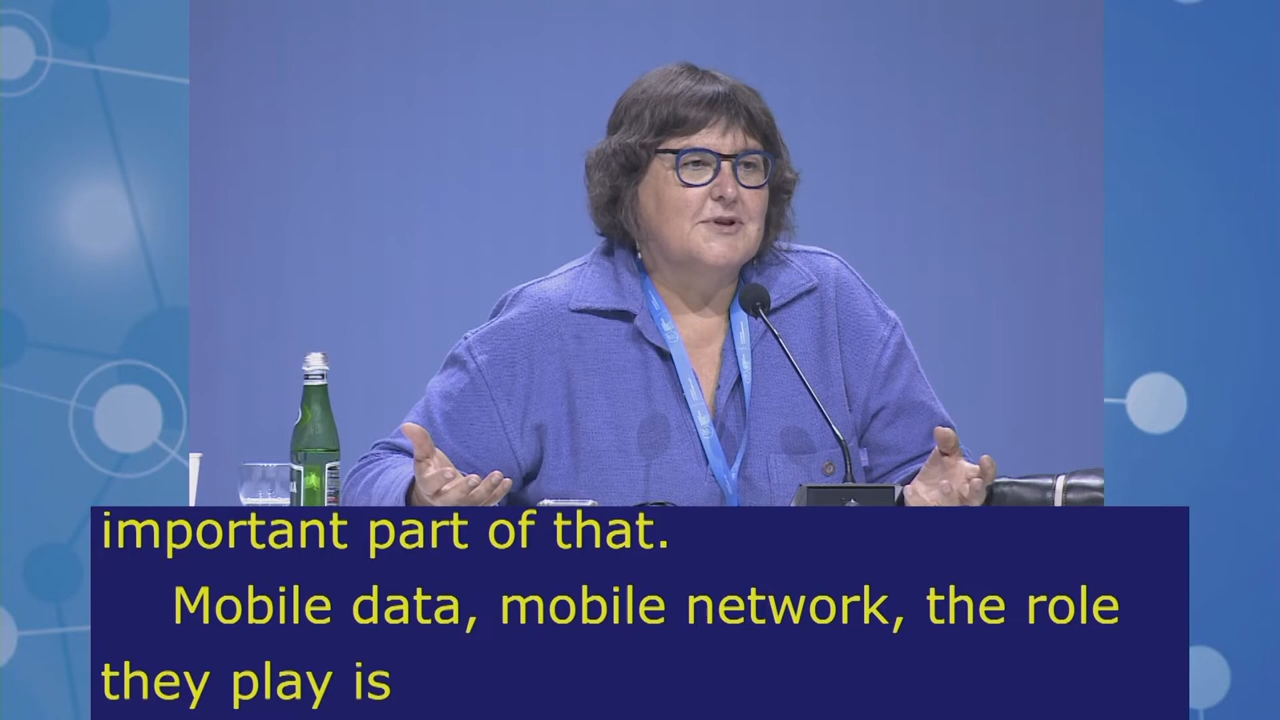 important part of that.
Mobile data, mobile network, the role
they play is